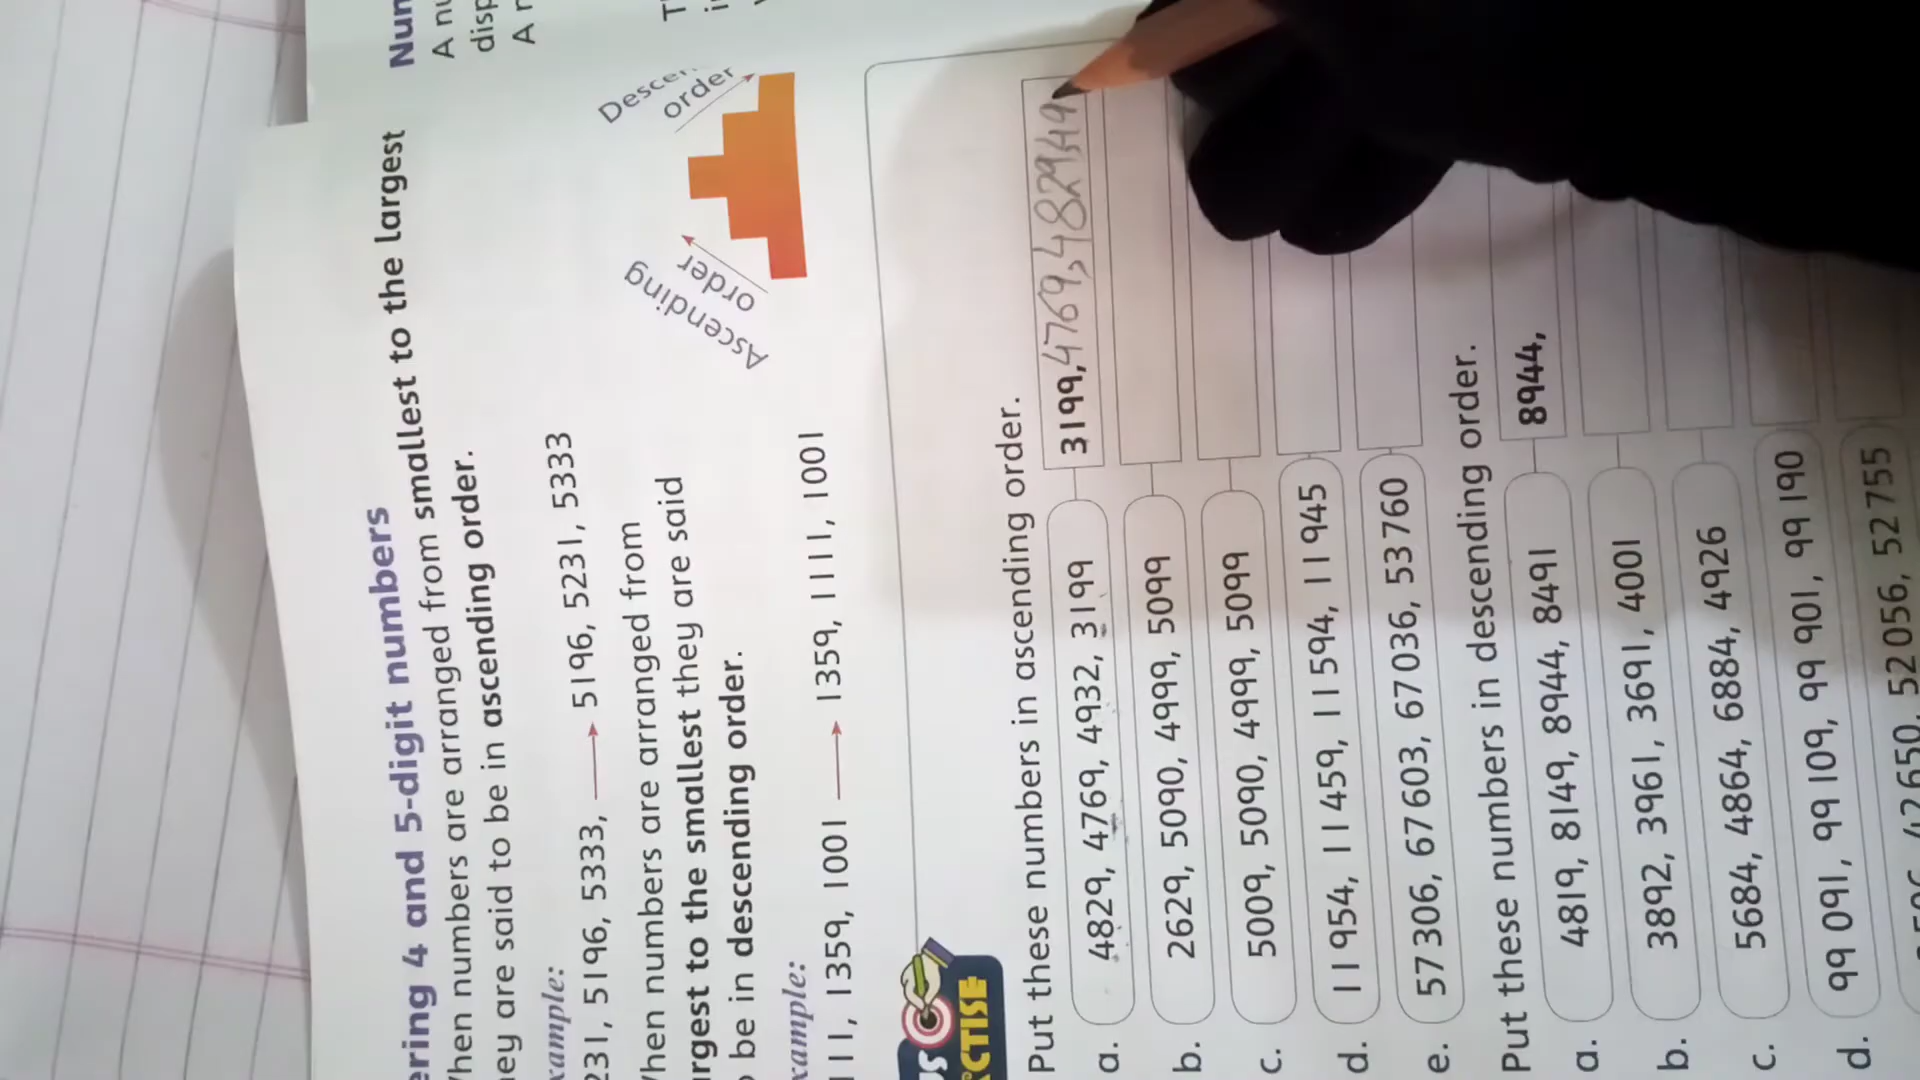 ering 4 and 5-digit numbers
hen numbers are arranged from smallest to the largest
hey are said to be in ascending order.
xample:
231, 5196, 5333, → 5196, 5231, 5333
hen numbers are arranged from
argest to the smallest they are said
be in descending order.
xample:
111, 1359, 1001 → 1359, 1111, 1001
Ascending
order
order
Num
A nu
disp
A n
CTISE
Put these numbers in ascending order.
a. 4829, 4769, 4932, 3199 3199, 4769, 4829, 49
b. 2629, 5090, 4999, 5099
c. 5009, 5090, 4999, 5099
d. 11 954, 11 459, 11 594, 11 945
e. 57 306, 67 603, 67 036, 53 760
Put these numbers in descending order.
a. 4819, 8149, 8944, 8491 8944,
b. 3892, 3961, 3691, 4001
c. 5684, 4864, 6884, 4926
d. 99 091, 99 109, 99 901, 99 190
52 056, 52 755